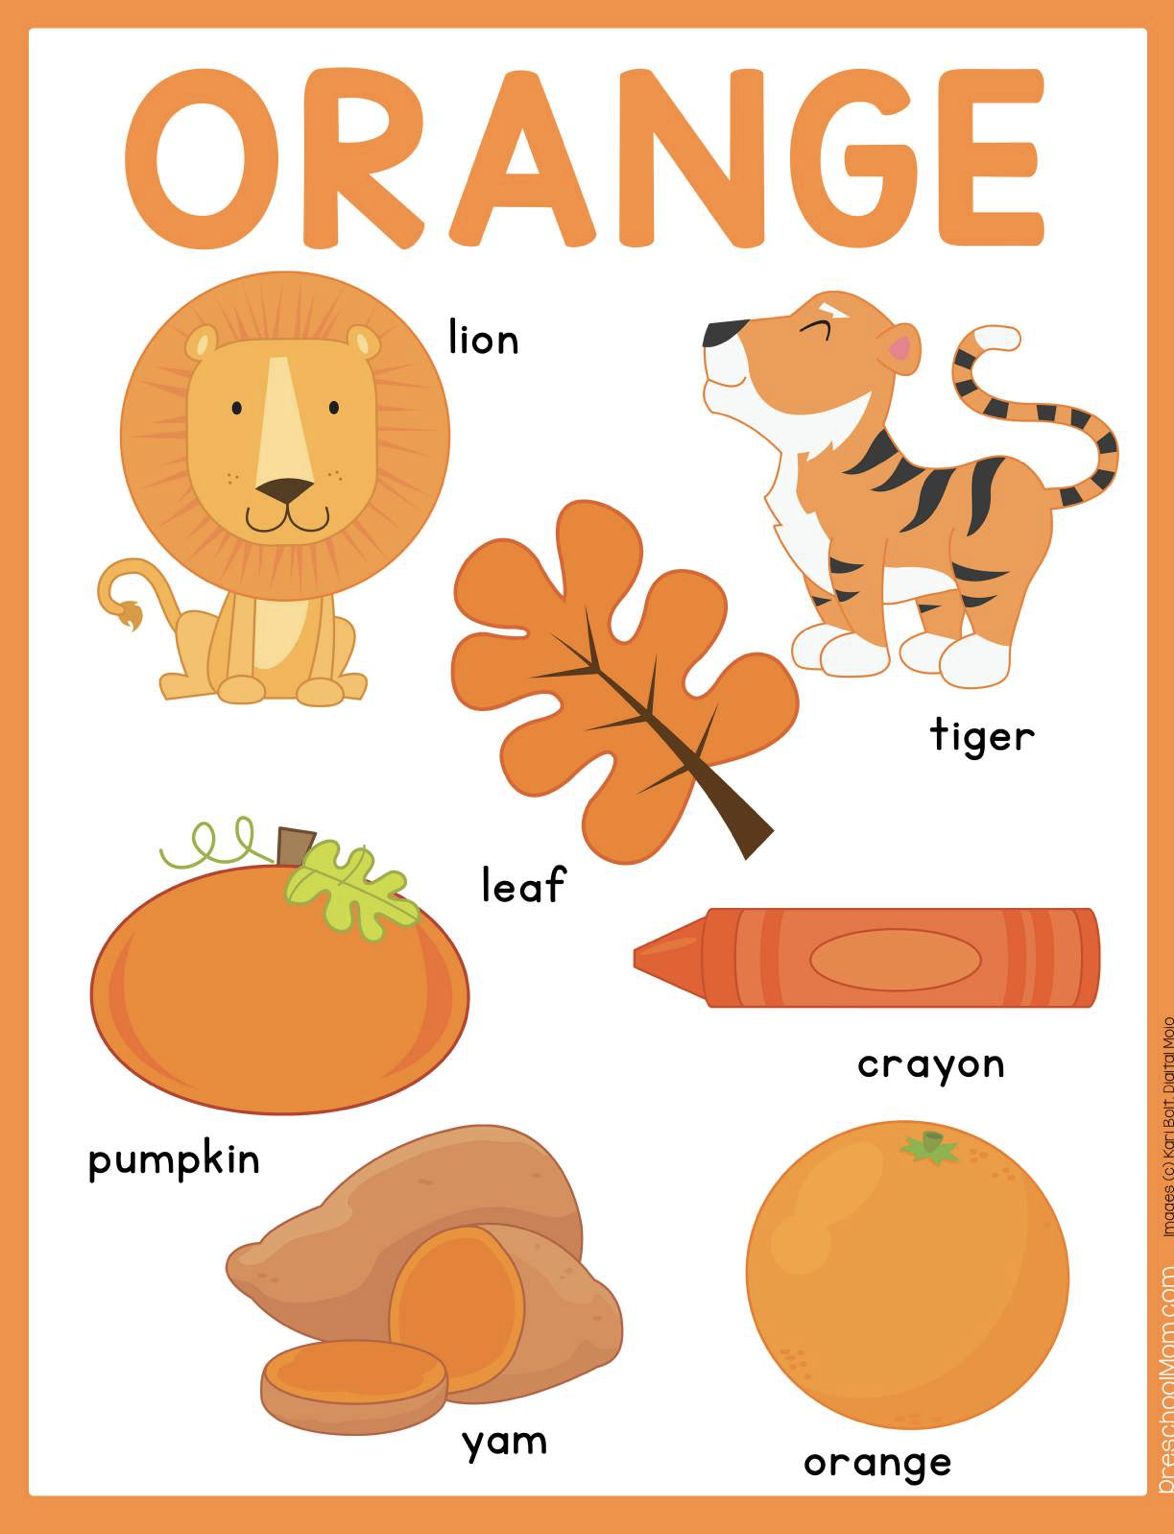 ORANGE
lion
tiger
leaf
crayon
pumpkin
yam
orange
Images (c) Kari Bolt, Digital Mojo
preschoolMom.com